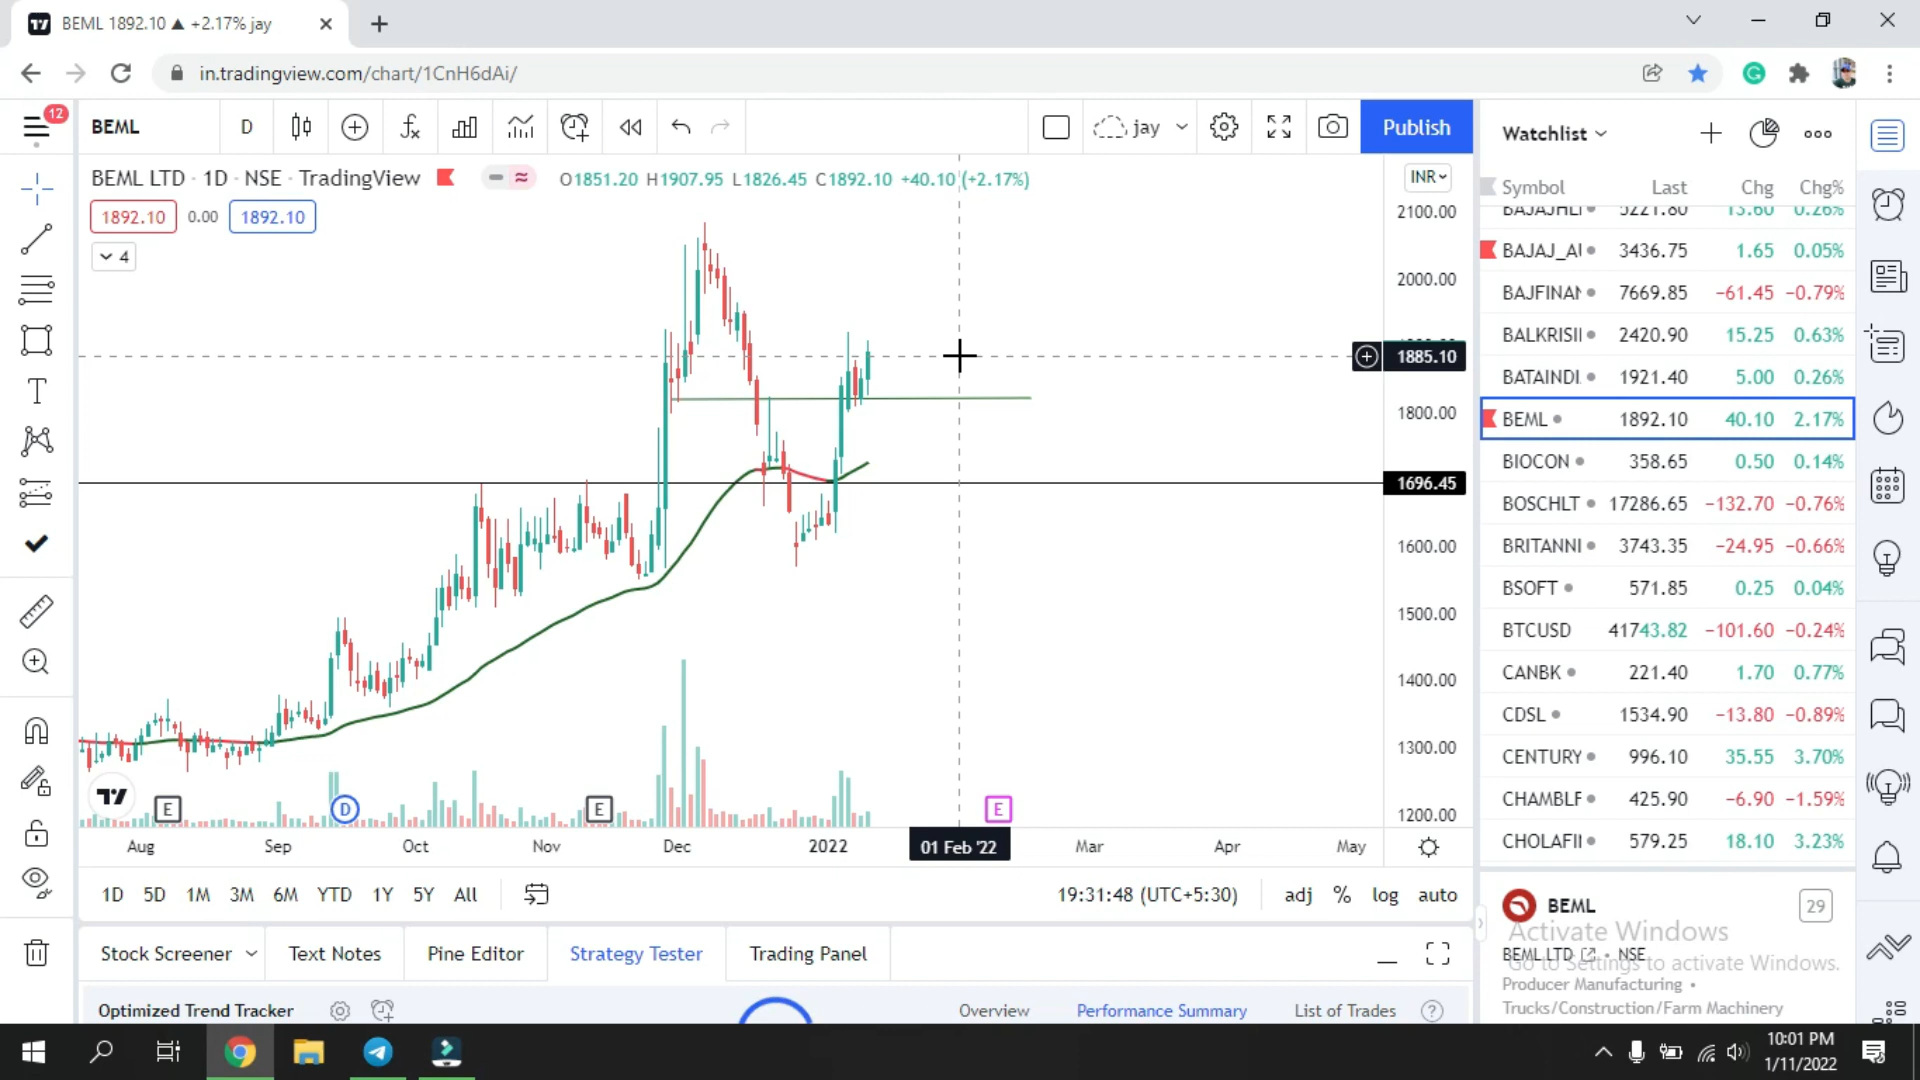 BEML 1892.10 ▲ +2.17% jay
in.tradingview.com/chart/1CnH6dAi/
12
BEML
D
jay
Publish
BEML LTD · 1D · NSE · TradingView
O1851.20 H1907.95 L1826.45 C1892.10 +40.10 (+2.17%)
1892.10 0.00 1892.10
4
INR
2100.00
2000.00
1885.10
1800.00
1696.45
1600.00
1500.00
1400.00
1300.00
1200.00
E
D
E
E
Aug Sep Oct Nov Dec 2022 01 Feb '22 Mar Apr May
1D 5D 1M 3M 6M YTD 1Y 5Y All
19:31:48 (UTC+5:30)
adj % log auto
Stock Screener
Text Notes
Pine Editor
Strategy Tester
Trading Panel
Optimized Trend Tracker
Overview
Performance Summary
List of Trades
Watchlist
Symbol Last Chg Chg%
BAJAJHLI 5221.80 13.60 0.26%
BAJAJ_AU 3436.75 1.65 0.05%
BAJFINAN 7669.85 −61.45 −0.79%
BALKRISI 2420.90 15.25 0.63%
BATAINDI 1921.40 5.00 0.26%
BEML 1892.10 40.10 2.17%
BIOCON 358.65 0.50 0.14%
BOSCHLT 17286.65 −132.70 −0.76%
BRITANNI 3743.35 −24.95 −0.66%
BSOFT 571.85 0.25 0.04%
BTCUSD 41743.82 −101.60 −0.24%
CANBK 221.40 1.70 0.77%
CDSL 1534.90 −13.80 −0.89%
CENTURY 996.10 35.55 3.70%
CHAMBLF 425.90 −6.90 −1.59%
CHOLAFII 579.25 18.10 3.23%
BEML
29
Activate Windows
BEML LTD · NSE
Go to Settings to activate Windows.
Producer Manufacturing •
Trucks/Construction/Farm Machinery
10:01 PM
1/11/2022